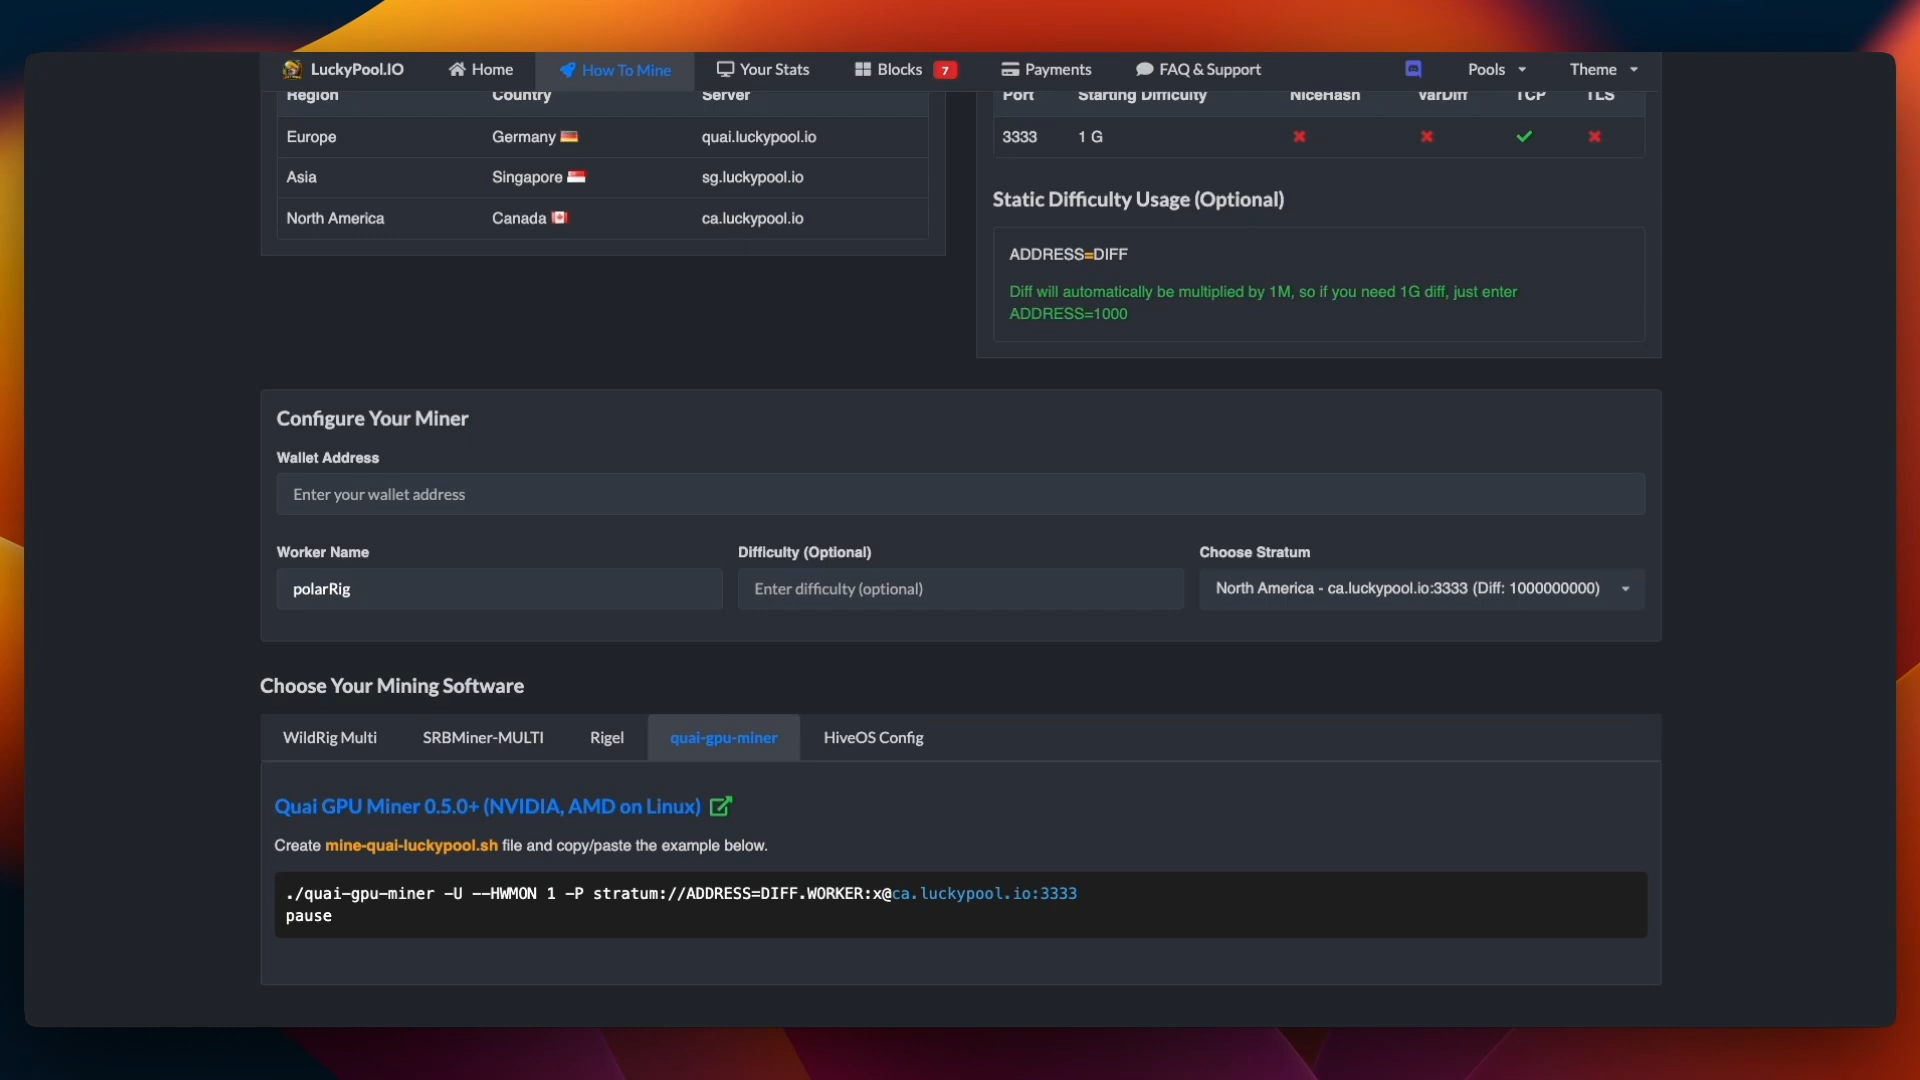 LuckyPool.IO Home How To Mine Your Stats Blocks 7 Payments FAQ & Support Pools Theme
Region Country Server
Europe Germany quai.luckypool.io
Asia Singapore sg.luckypool.io
North America Canada ca.luckypool.io
Port Starting Difficulty NiceHash VarDiff TCP TLS
3333 1 G
Static Difficulty Usage (Optional)
ADDRESS=DIFF
Diff will automatically be multiplied by 1M, so if you need 1G diff, just enter
ADDRESS=1000
Configure Your Miner
Wallet Address
Enter your wallet address
Worker Name Difficulty (Optional) Choose Stratum
polarRig Enter difficulty (optional) North America - ca.luckypool.io:3333 (Diff: 1000000000)
Choose Your Mining Software
WildRig Multi SRBMiner-MULTI Rigel quai-gpu-miner HiveOS Config
Quai GPU Miner 0.5.0+ (NVIDIA, AMD on Linux)
Create mine-quai-luckypool.sh file and copy/paste the example below.
./quai-gpu-miner -U --HWMON 1 -P stratum://ADDRESS=DIFF.WORKER:x@ca.luckypool.io:3333
pause